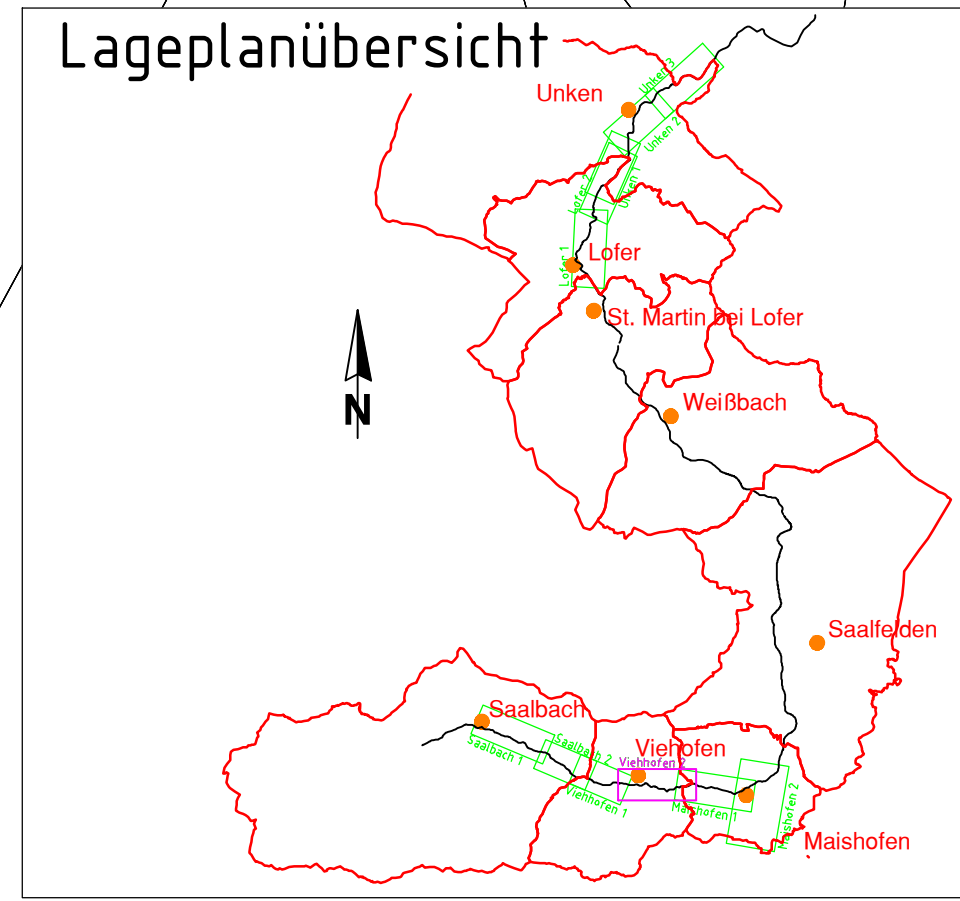 Lageplanübersicht
Unken
Unken 3
Unken 2
Unken 1
Lofer 2
Lofer 1
Lofer
St. Martin bei Lofer
N
Weißbach
Saalfelden
Saalbach
Saalbach 1
Saalbach 2
Viehofen
Viehhofen 2
Viehhofen 1
Maishofen 1
Maishofen 2
Maishofen